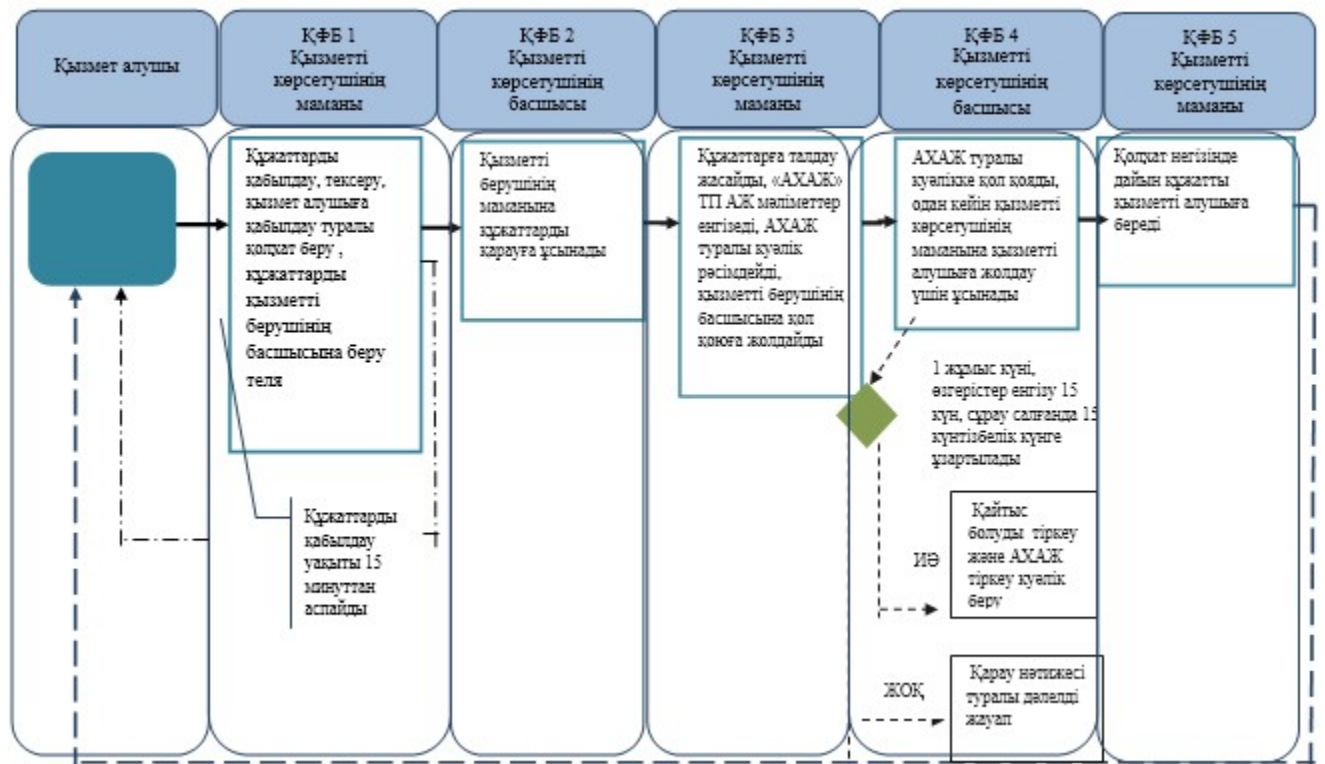 Қызмет алушы
ҚФБ 1
Қызметті
көрсетушінің
маманы
ҚФБ 2
Қызметті
көрсетушінің
басшысы
ҚФБ 3
Қызметті
көрсетушінің
маманы
ҚФБ 4
Қызметті
көрсетушінің
басшысы
ҚФБ 5
Қызметті
көрсетушінің
маманы
Құжаттарды
қабылдау, тексеру,
қызмет алушыға
қабылдау туралы
қолхат беру ,
құжаттарды
қызметті
берушінің
басшысына беру
теля
Қызметті
берушінің
маманына
құжаттарды
қарауға ұсынады
Құжаттарға талдау
жасайды, «АХАЖ»
ТП АЖ мәліметтер
енгізеді, АХАЖ
туралы куәлік
рәсімдейді,
қызметті берушінің
басшысына қол
қоюға жолдайды
АХАЖ туралы
куәлікке қол қояды,
одан кейін қызметті
көрсетушінің
маманына қызметті
алушыға жолдау
үшін ұсынады
Қолхат негізінде
дайын құжатты
қызметті алушыға
береді
1 жұмыс күні,
өзгерістер енгізу 15
күн, сұрау салғанда 15
күнтізбелік күнге
ұзартылады
Құжаттарды
қабылдау
уақыты 15
минуттан
аспайды
ИӘ
Қайтыс
болуды тіркеу
және АХАЖ
тіркеу куәлік
беру
ЖОҚ
Қарау нәтижесі
туралы дәлелді
жауап